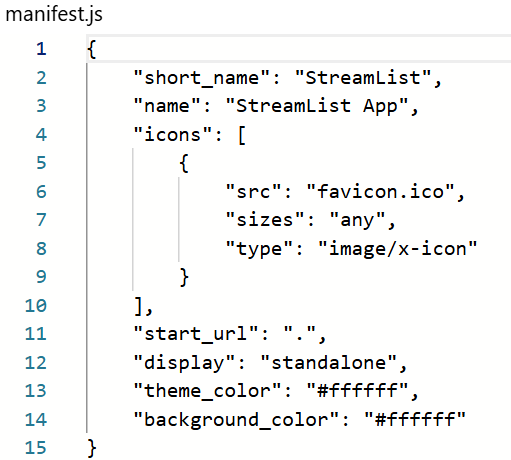 manifest.js
1 {
2     "short_name": "StreamList",
3     "name": "StreamList App",
4     "icons": [
5         {
6             "src": "favicon.ico",
7             "sizes": "any",
8             "type": "image/x-icon"
9         }
10     ],
11     "start_url": ".",
12     "display": "standalone",
13     "theme_color": "#ffffff",
14     "background_color": "#ffffff"
15 }